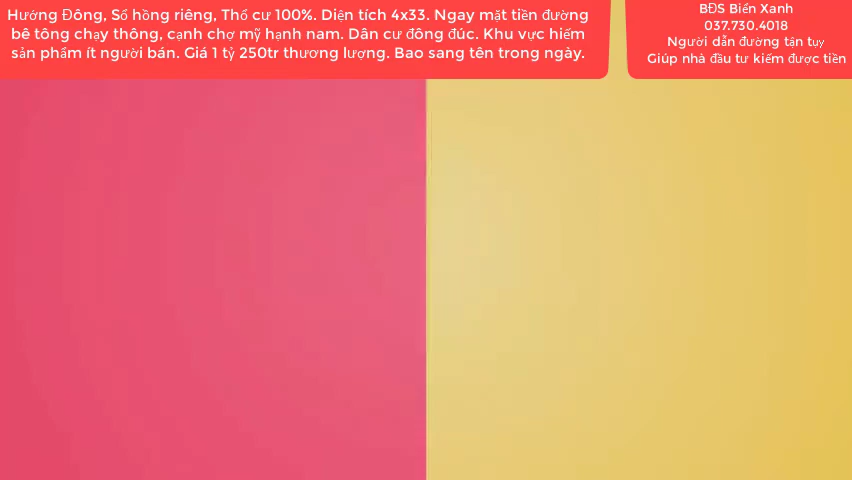 Hướng Đông, Sổ hồng riêng, Thổ cư 100%. Diện tích 4x33. Ngay mặt tiền đường
bê tông chạy thông, cạnh chợ mỹ hạnh nam. Dân cư đông đúc. Khu vực hiếm
sản phẩm ít người bán. Giá 1 tỷ 250tr thương lượng. Bao sang tên trong ngày.
BĐS Biển Xanh
037.730.4018
Người dẫn đường tận tụy
Giúp nhà đầu tư kiếm được tiền